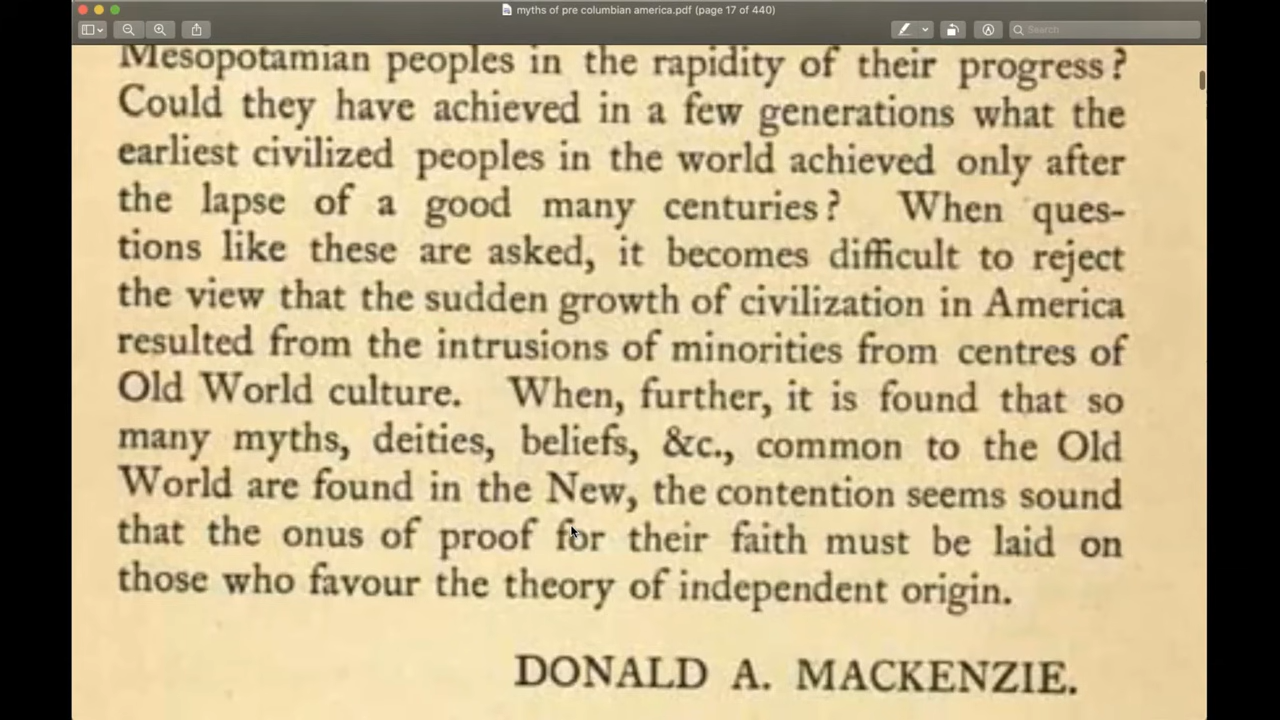 myths of pre columbian america.pdf (page 17 of 440)
Search
Mesopotamian peoples in the rapidity of their progress?
Could they have achieved in a few generations what the
earliest civilized peoples in the world achieved only after
the lapse of a good many centuries? When ques-
tions like these are asked, it becomes difficult to reject
the view that the sudden growth of civilization in America
resulted from the intrusions of minorities from centres of
Old World culture. When, further, it is found that so
many myths, deities, beliefs, &c., common to the Old
World are found in the New, the contention seems sound
that the onus of proof for their faith must be laid on
those who favour the theory of independent origin.
DONALD A. MACKENZIE.